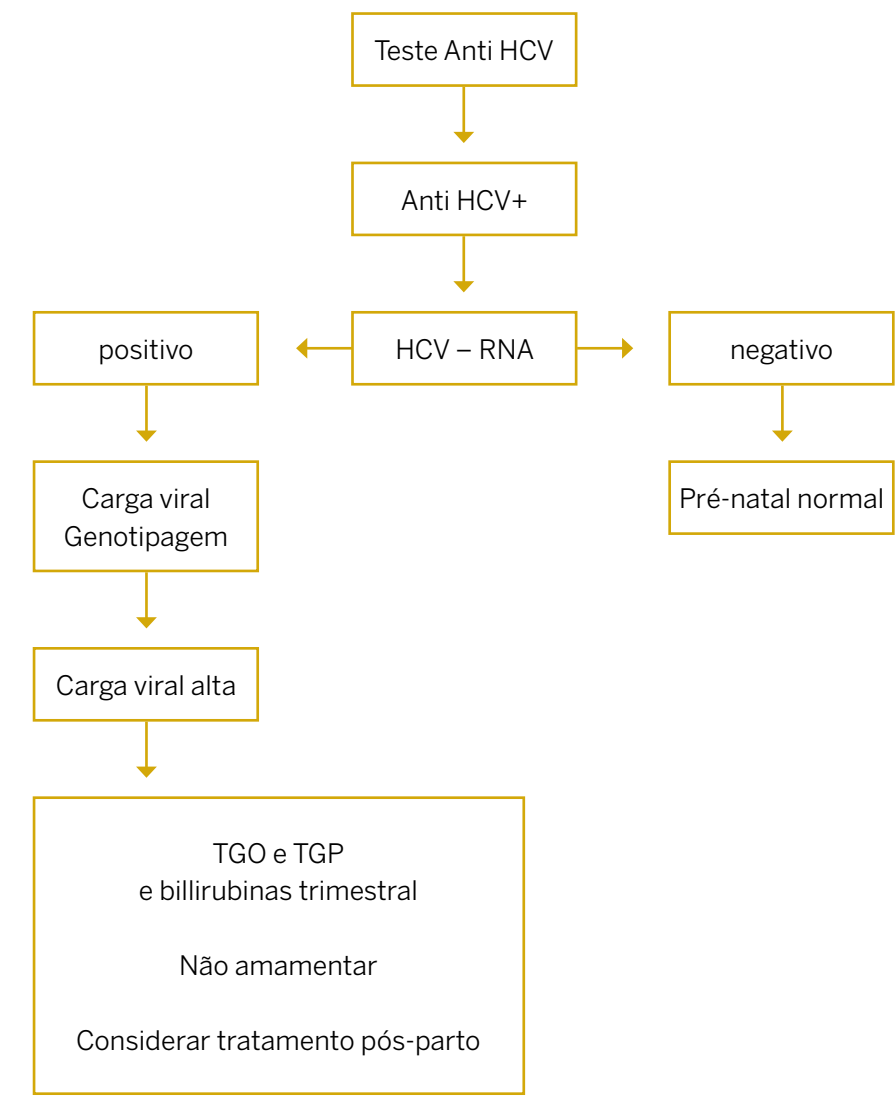 Teste Anti HCV
Anti HCV+
positivo
HCV – RNA
negativo
Carga viral
Genotipagem
Pré-natal normal
Carga viral alta
TGO e TGP
e billirubinas trimestral
Não amamentar
Considerar tratamento pós-parto